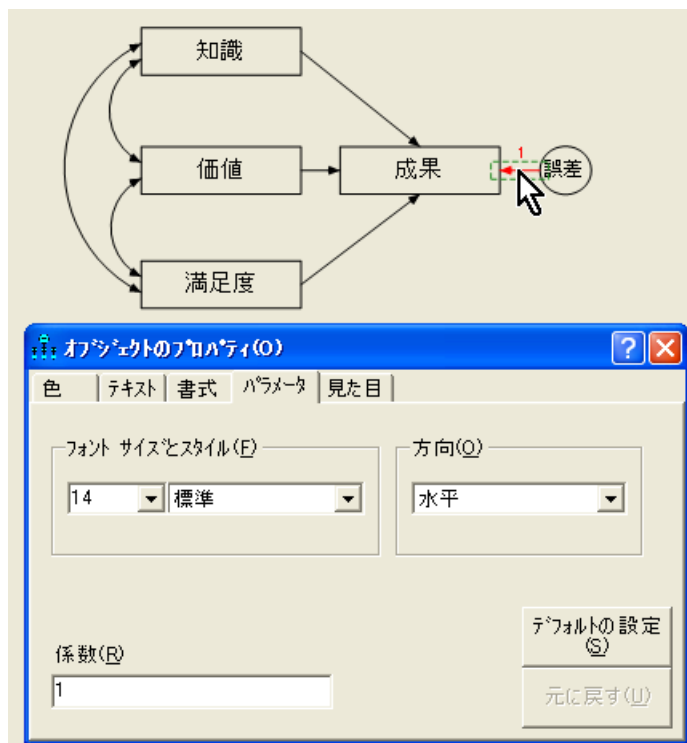 知識
価値
成果
1
誤差
満足度
オブジェクトのプロパティ(O)
色
テキスト
書式
パラメータ
見た目
フォント サイズとスタイル(F)
方向(O)
14
標準
水平
デフォルトの設定
(S)
係数(R)
1
元に戻す(U)